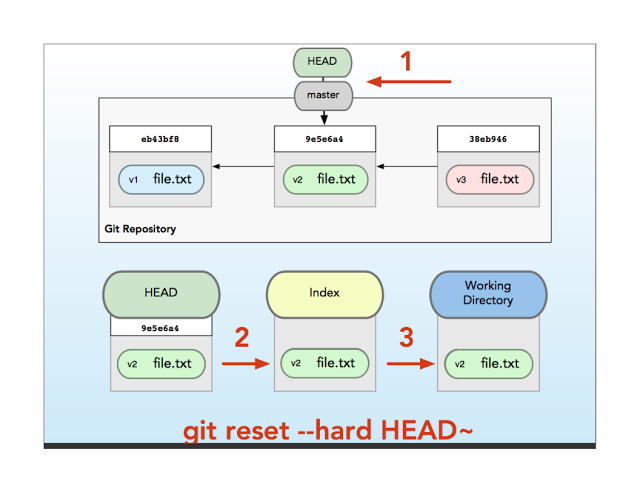 HEAD
1
master
eb43bf8
9e5e6a4
38eb946
v1 file.txt
v2 file.txt
v3 file.txt
Git Repository
HEAD
Index
Working
Directory
9e5e6a4
2
3
v2 file.txt
v2 file.txt
v2 file.txt
git reset --hard HEAD~